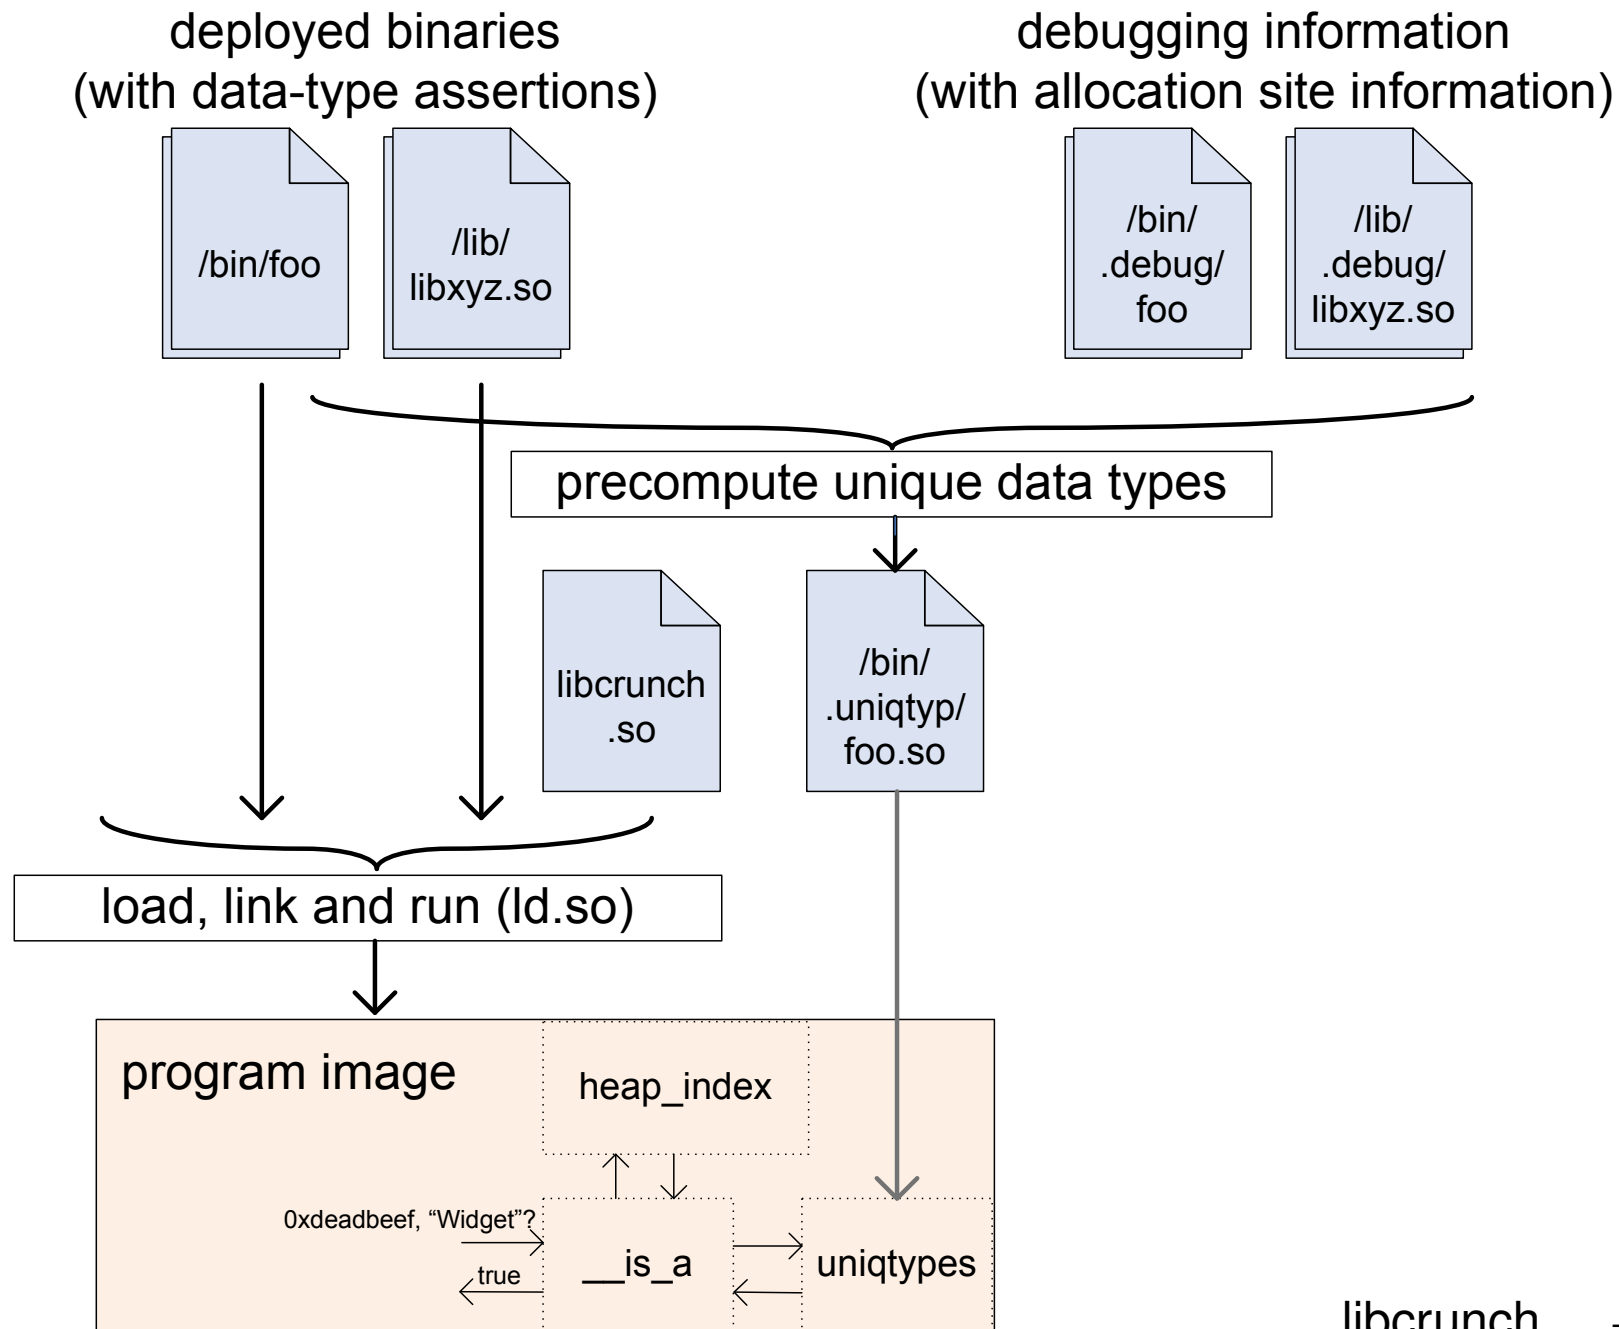 deployed binaries
(with data-type assertions)
debugging information
(with allocation site information)
/bin/foo
/lib/
libxyz.so
/bin/
.debug/
foo
/lib/
.debug/
libxyz.so
precompute unique data types
libcrunch
.so
/bin/
.uniqtyp/
foo.so
load, link and run (ld.so)
program image
heap_index
0xdeadbeef, “Widget”?
__is_a
uniqtypes
true
libcrunch